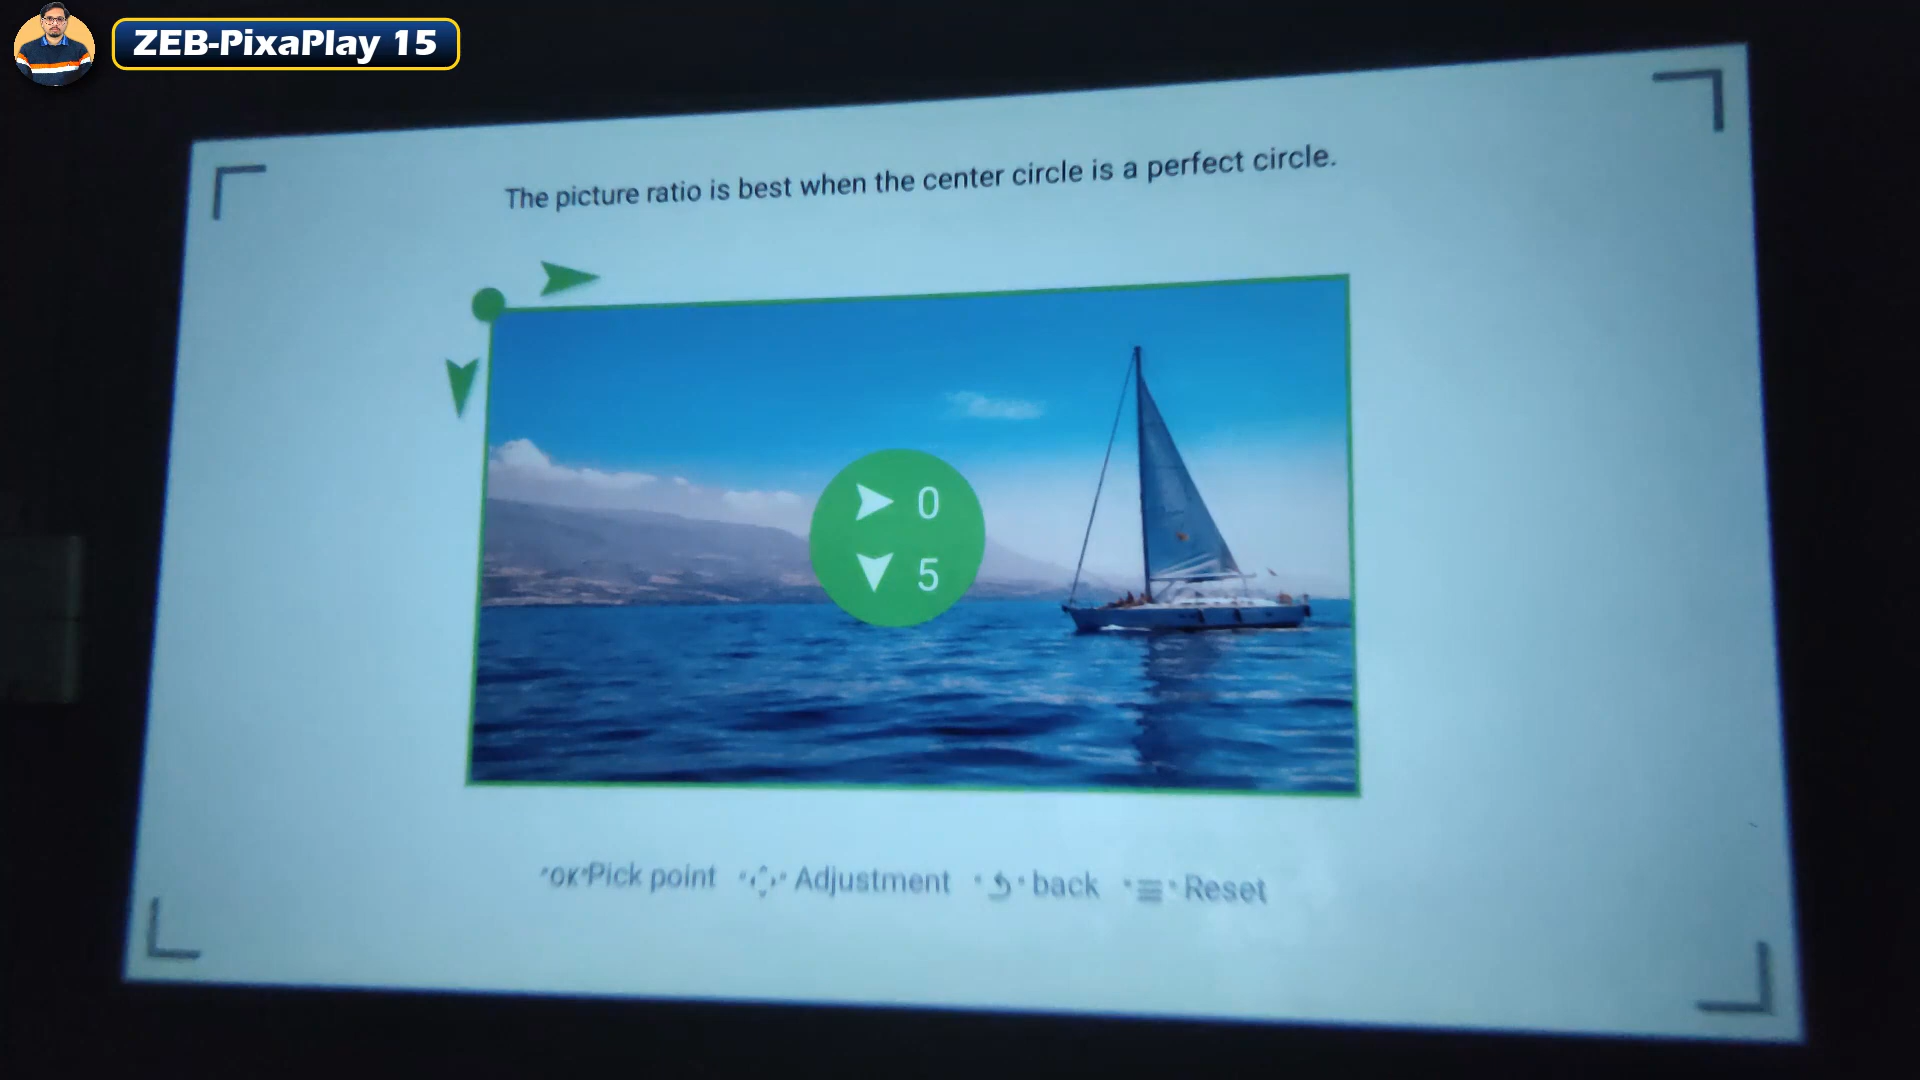 ZEB-PixaPlay 15
The picture ratio is best when the center circle is a perfect circle.
0
5
"OK"Pick point " " Adjustment " " back " " Reset